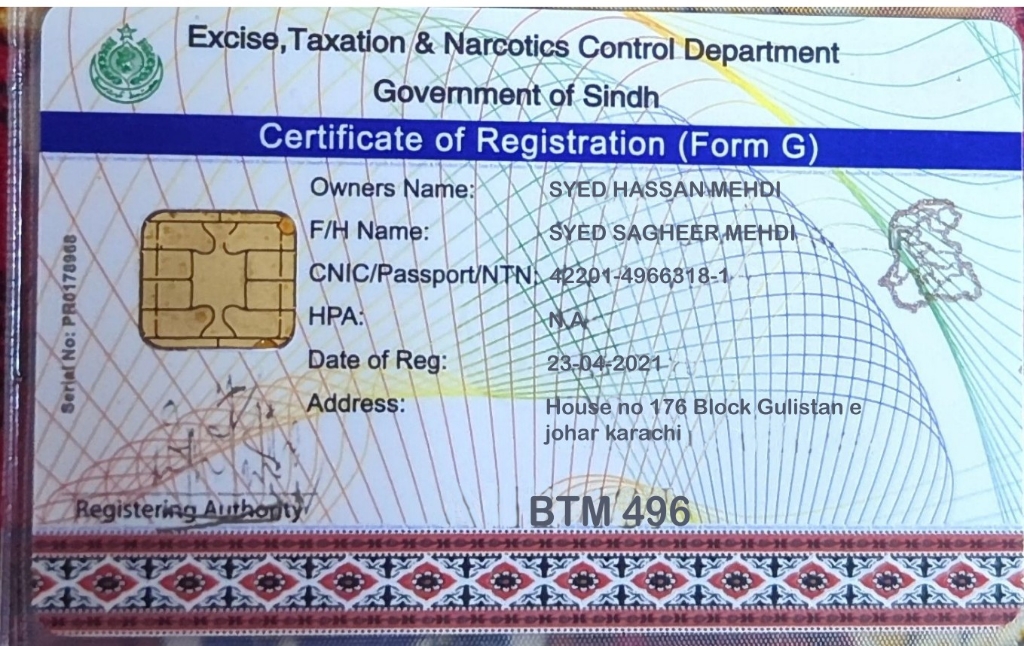 Excise,Taxation & Narcotics Control Department
Government of Sindh
Certificate of Registration (Form G)
Owners Name: SYED HASSAN MEHDI
F/H Name: SYED SAGHEER MEHDI
CNIC/Passport/NTN: 42201-4966318-1
HPA: N.A
Date of Reg: 23-04-2021
Address: House no 176 Block Gulistan e
johar karachi
Serial No: PR0178968
Registering Authority
BTM 496